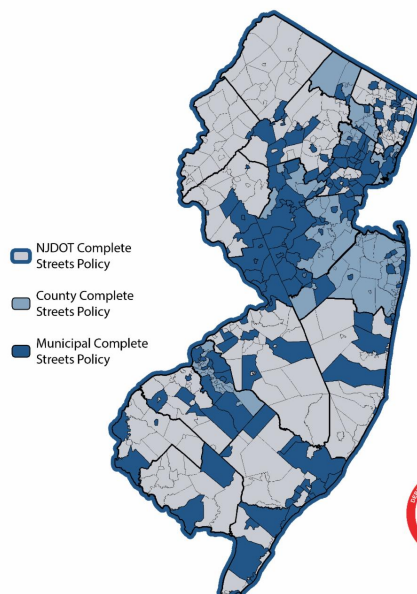 NJDOT Complete
Streets Policy
County Complete
Streets Policy
Municipal Complete
Streets Policy